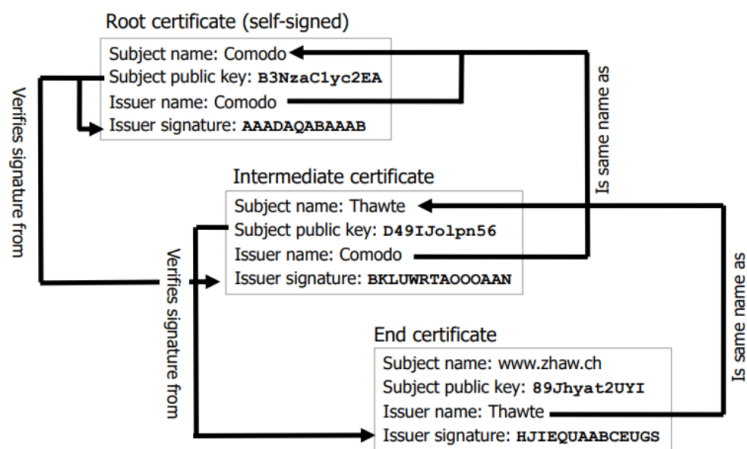 Root certificate (self-signed)
Subject name: Comodo
Subject public key: B3NzaC1yc2EA
Issuer name: Comodo
Issuer signature: AAADAQABAAAB
Verifies signature from
Is same name as
Intermediate certificate
Subject name: Thawte
Subject public key: D49IJolpn56
Issuer name: Comodo
Issuer signature: BKLUWRTAOOOAAN
Verifies signature from
Is same name as
End certificate
Subject name: www.zhaw.ch
Subject public key: 89Jhyat2UYI
Issuer name: Thawte
Issuer signature: HJIEQUAABCEUGS